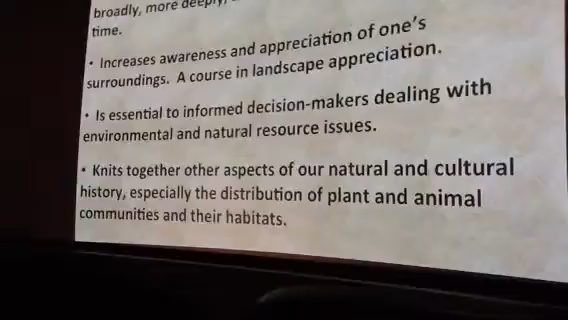 broadly, more deeply,
time.
• Increases awareness and appreciation of one's
surroundings. A course in landscape appreciation.
• Is essential to informed decision-makers dealing with
environmental and natural resource issues.
• Knits together other aspects of our natural and cultural
history, especially the distribution of plant and animal
communities and their habitats.